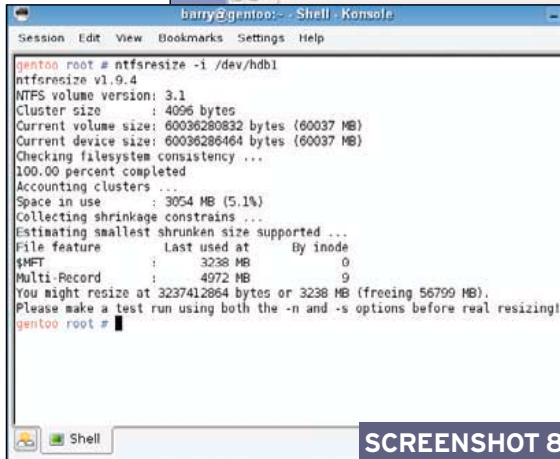 barry@gentoo:~ - Shell - Konsole
Session Edit View Bookmarks Settings Help
gentoo root # ntfsresize -i /dev/hdb1
ntfsresize v1.9.4
NTFS volume version: 3.1
Cluster size : 4096 bytes
Current volume size: 60036280832 bytes (60037 MB)
Current device size: 60036286464 bytes (60037 MB)
Checking filesystem consistency ...
100.00 percent completed
Accounting clusters ...
Space in use : 3054 MB (5.1%)
Collecting shrinkage constrains ...
Estimating smallest shrunken size supported ...
File feature Last used at By inode
$MFT : 3238 MB 0
Multi-Record : 4972 MB 9
You might resize at 3237412864 bytes or 3238 MB (freeing 56799 MB).
Please make a test run using both the -n and -s options before real resizing!
gentoo root #
Shell
SCREENSHOT 8